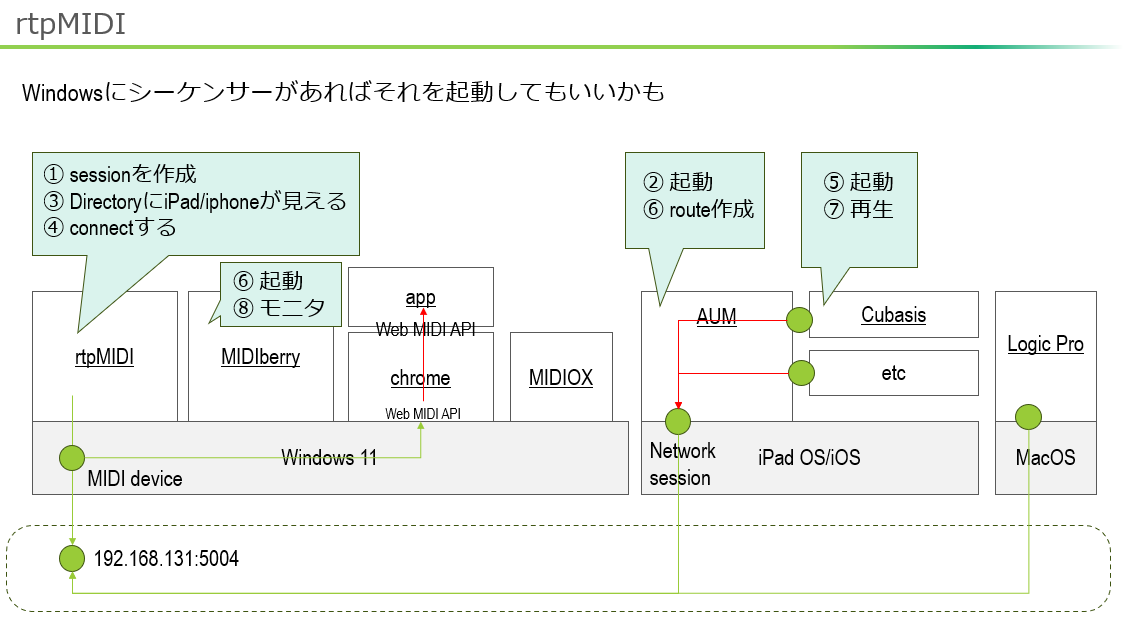 rtpMIDI
Windowsにシーケンサーがあればそれを起動してもいいかも
① sessionを作成
③ DirectoryにiPad/iphoneが見える
④ connectする
② 起動
⑥ route作成
⑤ 起動
⑦ 再生
⑥ 起動
⑧ モニタ
app
Web MIDI API
rtpMIDI
MIDIberry
chrome
Web MIDI API
MIDIOX
AUM
Cubasis
etc
Logic Pro
Windows 11
MIDI device
Network
session
iPad OS/iOS
MacOS
192.168.131:5004